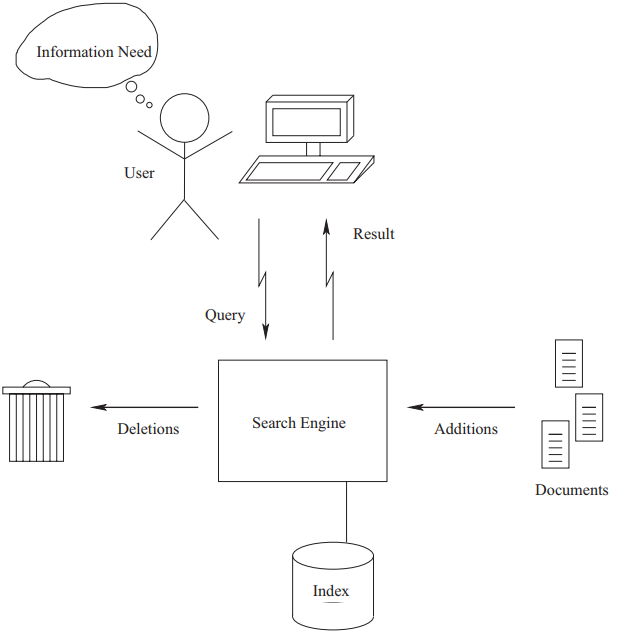 Information Need
User
Result
Query
Search Engine
Deletions
Additions
Documents
Index